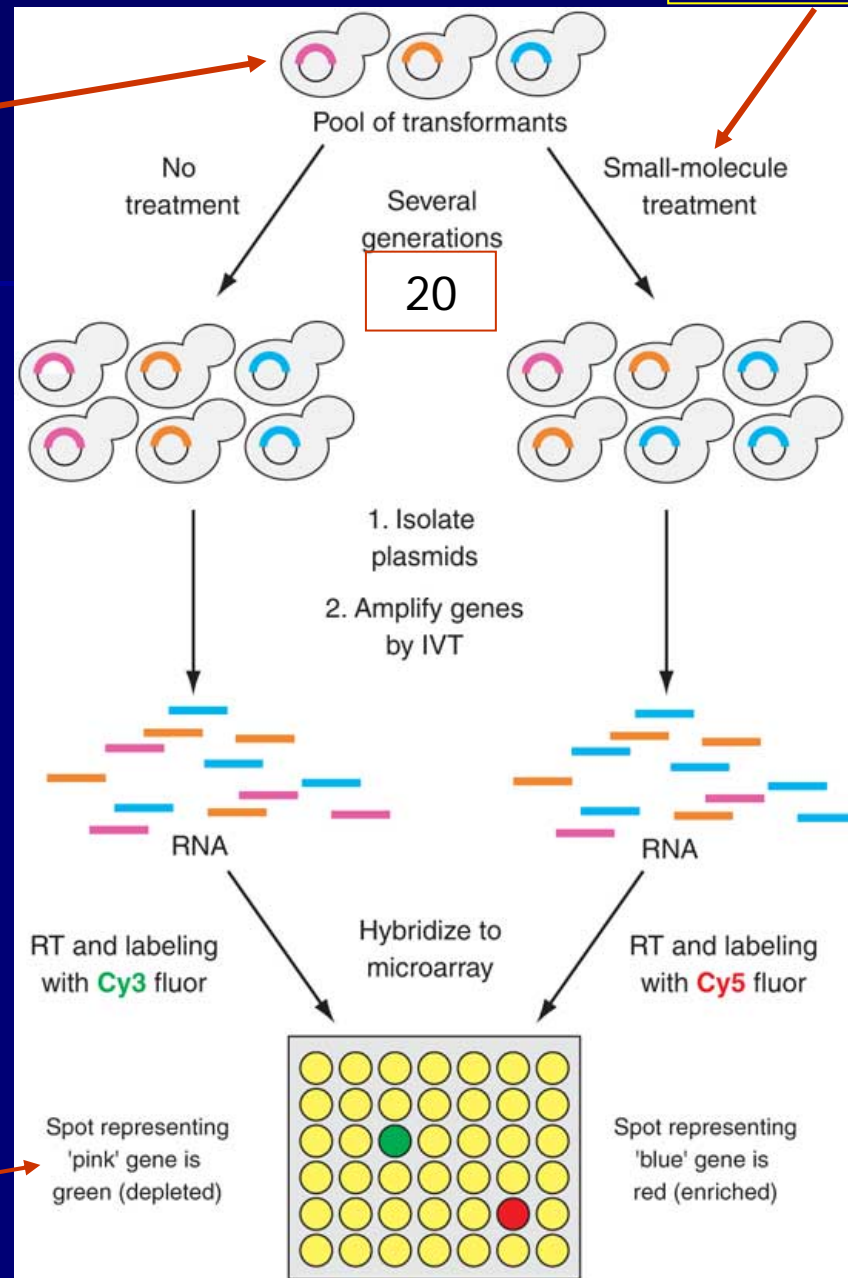 Pool of transformants
No
treatment
Several
generations
20
Small-molecule
treatment
1. Isolate
plasmids
2. Amplify genes
by IVT
RNA
RNA
RT and labeling
with Cy3 fluor
Hybridize to
microarray
RT and labeling
with Cy5 fluor
Spot representing
'pink' gene is
green (depleted)
Spot representing
'blue' gene is
red (enriched)